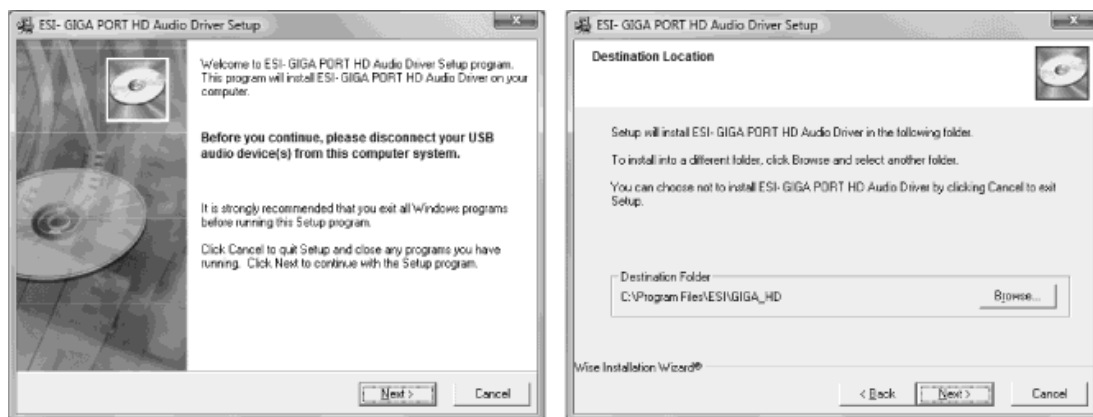 ESI- GIGA PORT HD Audio Driver Setup
Welcome to ESI- GIGA PORT HD Audio Driver Setup program.
This program will install ESI- GIGA PORT HD Audio Driver on your
computer.
Before you continue, please disconnect your USB
audio device(s) from this computer system.
It is strongly recommended that you exit all Windows programs
before running this Setup program.
Click Cancel to quit Setup and close any programs you have
running. Click Next to continue with the Setup program.
Next >
Cancel
ESI- GIGA PORT HD Audio Driver Setup
Destination Location
Setup will install ESI- GIGA PORT HD Audio Driver in the following folder.
To install into a different folder, click Browse and select another folder.
You can choose not to install ESI- GIGA PORT HD Audio Driver by clicking Cancel to exit
Setup.
Destination Folder
C:\Program Files\ESI\GIGA_HD
Browse...
Wise Installation Wizard®
< Back
Next >
Cancel